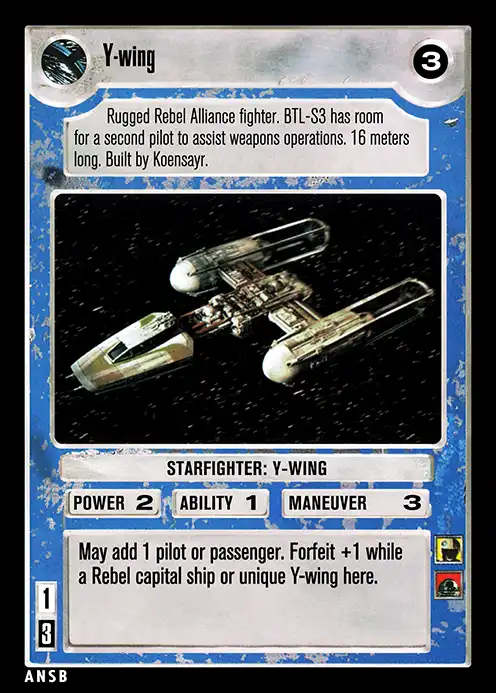 Y-wing
3
Rugged Rebel Alliance fighter. BTL-S3 has room
for a second pilot to assist weapons operations. 16 meters
long. Built by Koensayr.
STARFIGHTER: Y-WING
POWER 2 ABILITY 1 MANEUVER 3
May add 1 pilot or passenger. Forfeit +1 while
a Rebel capital ship or unique Y-wing here.
1
3
ANSB